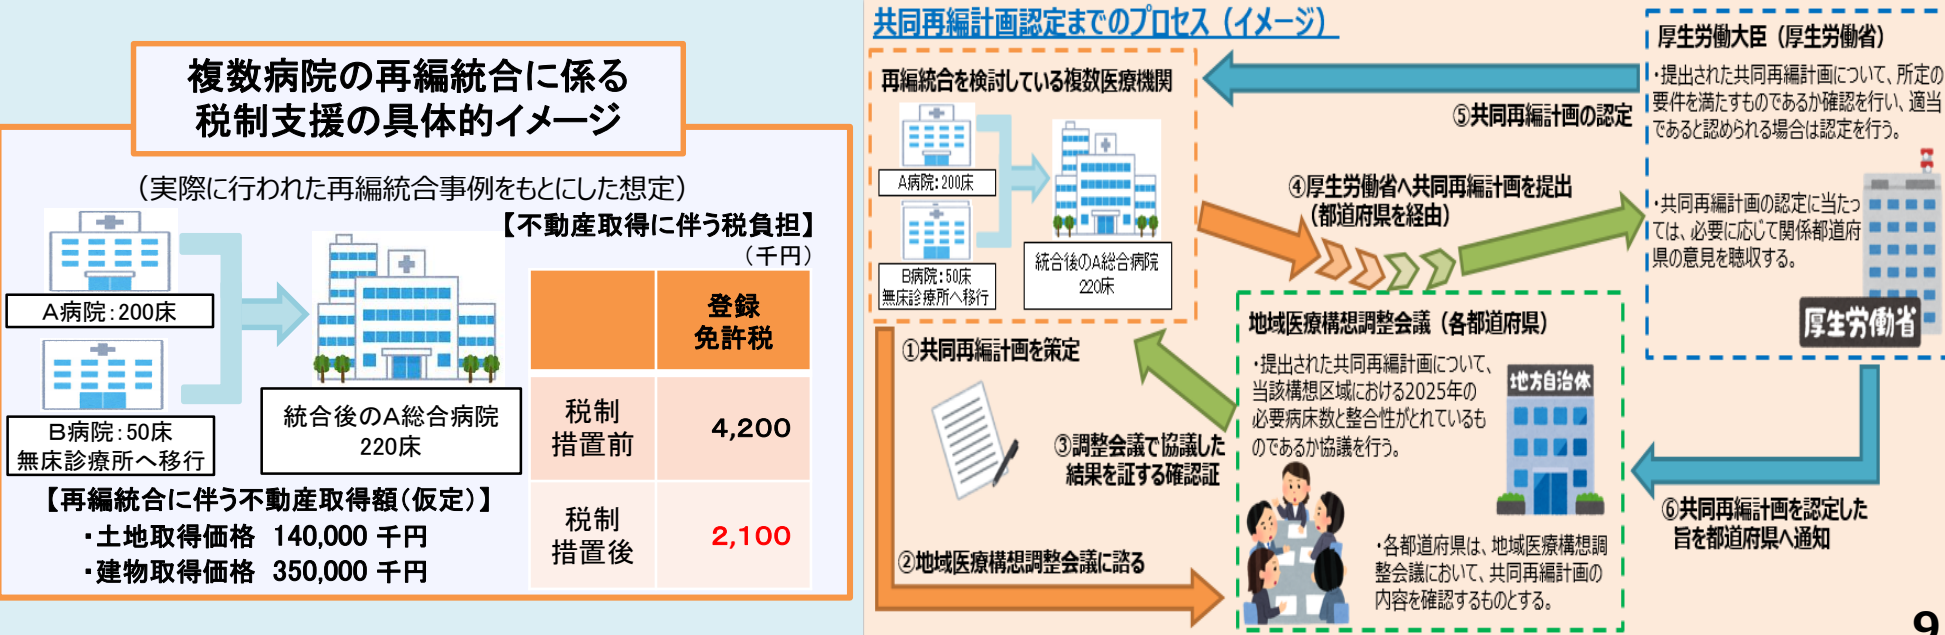 複数病院の再編統合に係る
税制支援の具体的イメージ
（実際に行われた再編統合事例をもとにした想定）
A病院：200床
B病院：50床
無床診療所へ移行
統合後のA総合病院
220床
【不動産取得に伴う税負担】
（千円）
登録
免許税
税制
措置前
4,200
税制
措置後
2,100
【再編統合に伴う不動産取得額（仮定）】
・土地取得価格 140,000 千円
・建物取得価格 350,000 千円
共同再編計画認定までのプロセス（イメージ）
再編統合を検討している複数医療機関
A病院：200床
B病院：50床
無床診療所へ移行
統合後のA総合病院
220床
①共同再編計画を策定
②地域医療構想調整会議に諮る
③調整会議で協議した
結果を証する確認証
④厚生労働省へ共同再編計画を提出
（都道府県を経由）
⑤共同再編計画の認定
地域医療構想調整会議（各都道府県）
・提出された共同再編計画について、
当該構想区域における2025年の
必要病床数と整合性がとれているも
のであるか協議を行う。
地方自治体
・各都道府県は、地域医療構想調
整会議において、共同再編計画の
内容を確認するものとする。
厚生労働大臣（厚生労働省）
・提出された共同再編計画について、所定の
要件を満たすものであるか確認を行い、適当
であると認められる場合は認定を行う。
・共同再編計画の認定に当たっ
ては、必要に応じて関係都道府
県の意見を聴収する。
厚生労働省
⑥共同再編計画を認定した
旨を都道府県へ通知
9